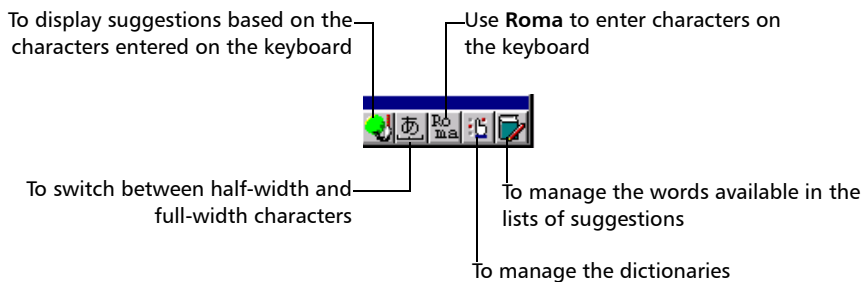 To display suggestions based on the
characters entered on the keyboard
Use Roma to enter characters on
the keyboard
あ
Ro
ma
To switch between half-width and
full-width characters
To manage the words available in the
lists of suggestions
To manage the dictionaries